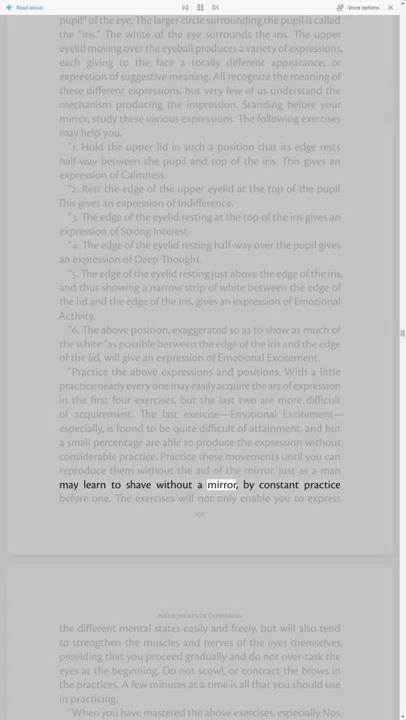 Read aloud
Voice options
pupil" of the eye. The larger circle surrounding the pupil is called
the "iris." The white of the eye surrounds the iris. The upper
eyelid moving over the eyeball produces a variety of expressions,
each giving to the face a totally different appearance, or
expression of suggestive meaning. All recognize the meaning of
these different expressions, but very few of us understand the
mechanism producing the impression. Standing before your
mirror, study these various expressions. The following exercises
may help you.
"1. Hold the upper lid in such a position that its edge rests
half-way between the pupil and top of the iris. This gives an
expression of Calmness.
"2. Rest the edge of the upper eyelid at the top of the pupil.
This gives an expression of Indifference.
"3. The edge of the eyelid resting at the top of the iris gives an
expression of Strong Interest.
"4. The edge of the eyelid resting half-way over the pupil gives
an expression of Deep Thought.
"5. The edge of the eyelid resting just above the edge of the iris,
and thus showing a narrow strip of white between the edge of
the lid and the edge of the iris, gives an expression of Emotional
Activity.
"6. The above position, exaggerated so as to show as much of
the white "as possible between the edge of the iris and the edge
of the lid, will give an expression of Emotional Excitement.
"Practice the above expressions and positions. With a little
practice nearly every one may easily acquire the art of expression
in the first four exercises, but the last two are more difficult
of acquirement. The last exercise—Emotional Excitement—
especially, is found to be quite difficult of attainment, and but
a small percentage are able to produce the expression without
considerable practice. Practice these movements until you can
reproduce them without the aid of the mirror, just as a man
may learn to shave without a mirror, by constant practice
before one. The exercises will not only enable you to express
Instruments of Expression
the different mental states easily and freely, but will also tend
to strengthen the muscles and nerves of the eyes themselves,
providing that you proceed gradually and do not over-task the
eyes at the beginning. Do not scowl, or contract the brows in
the practices. A few minutes at a time is all that you should use
in practicing.
"When you have mastered the above exercises, especially Nos.